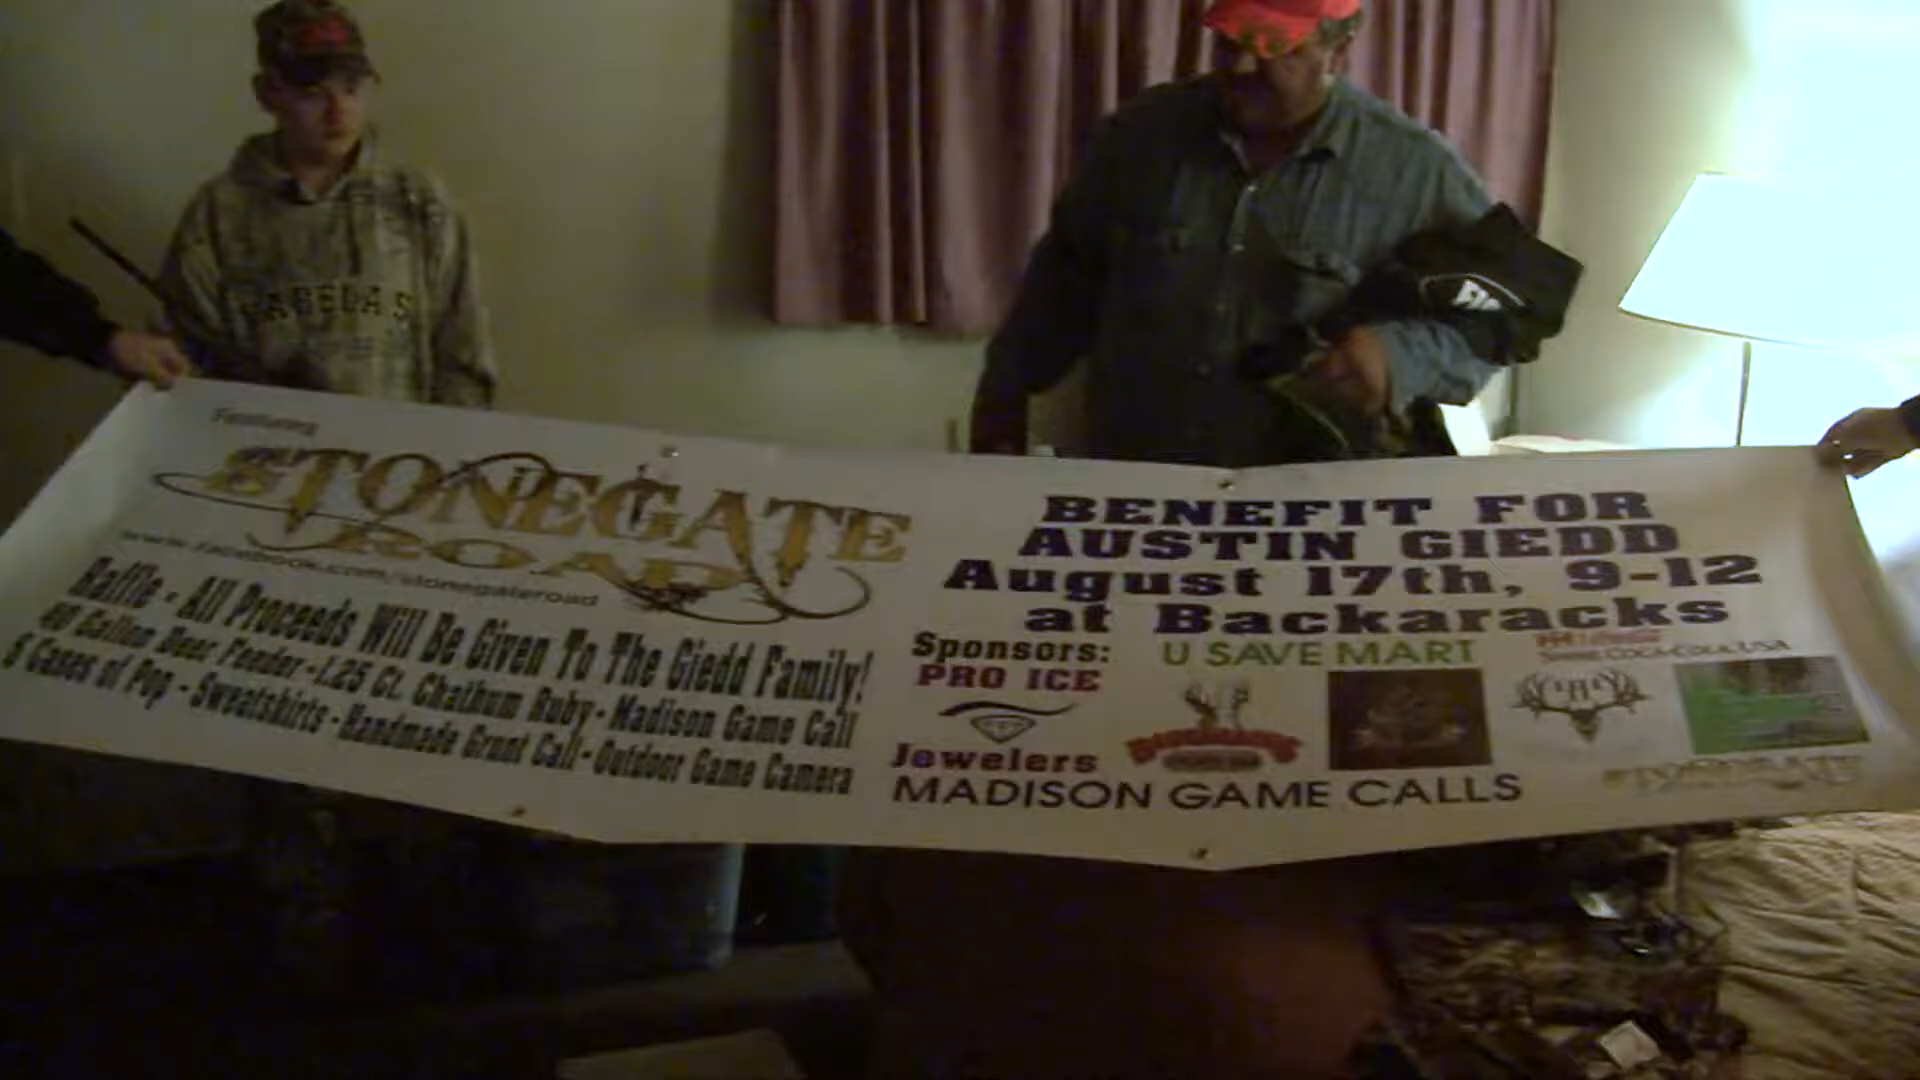 CABELA'S
Featuring
STONEGATE
ROAD
www.facebook.com/stonegateroad
Raffle - All Proceeds Will Be Given To The Giedd Family!
40 Gallon Deer Feeder - 1.25 Ct. Chathum Ruby - Madison Game Call
5 Cases of Pop - Sweatshirts - Handmade Grunt Call - Outdoor Game Camera
BENEFIT FOR
AUSTIN GIEDD
August 17th, 9-12
at Backaracks
Sponsors:
PRO ICE
U SAVE MART
Jewelers
MADISON GAME CALLS
STONEGATE